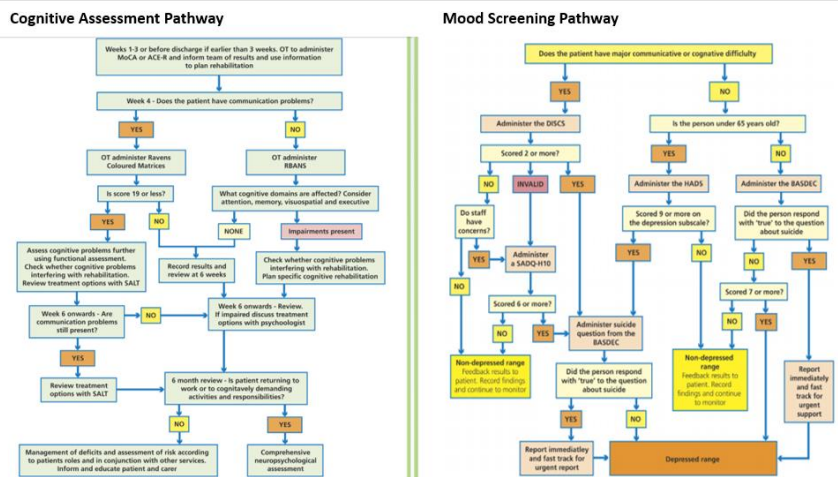 Cognitive Assessment Pathway
Weeks 1-3 or before discharge if earlier than 3 weeks. OT to administer
MoCA or ACE-R and inform team of results and use information
to plan rehabilitation
Week 4 - Does the patient have communication problems?
YES
NO
OT administer Ravens
Coloured Matrices
OT administer
RBANS
Is score 19 or less?
What cognitive domains are affected? Consider
attention, memory, visuospatial and executive
YES
NO
NONE
Impairments present
Assess cognitive problems further
using functional assessment.
Check whether cognitive problems
interfering with rehabilitation.
Review treatment options with SALT
Record results and
review at 6 weeks
Check whether cognitive problems
interfering with rehabilitation.
Plan specific cognitive rehabilitation
Week 6 onwards - Are
communication problems
still present?
NO
Week 6 onwards - Review.
If impaired discuss treatment
options with psychologist
YES
Review treatment
options with SALT
6 month review - Is patient returning to
work or to cognitavely demanding
activities and responsibilities?
NO
YES
Management of deficits and assessment of risk according
to patients roles and in conjunction with other services.
Inform and educate patient and carer
Comprehensive
neuropsychological
assessment
Mood Screening Pathway
Does the patient have major communicative or cognitive difficlulty
YES
NO
Administer the DISCS
Is the person under 65 years old?
Scored 2 or more?
YES
NO
NO
INVALID
YES
Administer the HADS
Administer the BASDEC
Do staff
have
concerns?
Scored 9 or more on
the depression subscale?
Did the person respond
with 'true' to the question
about suicide
YES
Administer
a SADQ-H10
YES
NO
NO
YES
NO
Scored 6 or more?
Scored 7 or more?
NO
YES
Administer suicide
question from the
BASDEC
NO
YES
Non-depressed range
Feedback results to
patient. Record findings
and continue to monitor
Did the person respond
with 'true' to the question
about suicide
Non-depressed
range
Feedback results to
patient. Record
findings and continue
to monitor
Report
immediately
and fast
track for
urgent
support
YES
NO
Report immediatley
and fast track for
urgent report
Depressed range